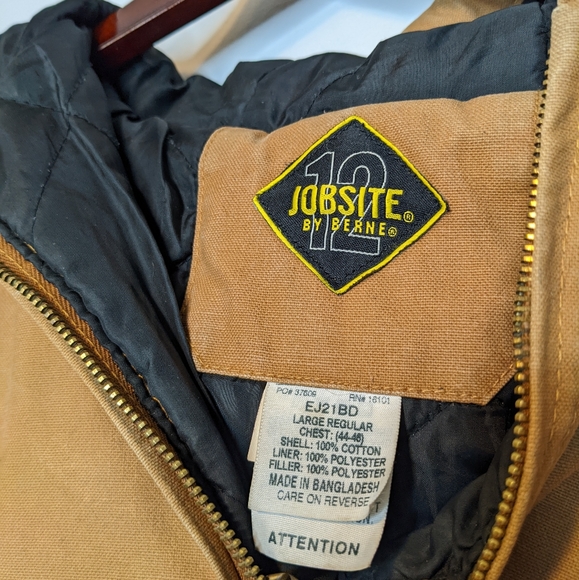 12
JOBSITE®
BY BERNE®
PO# 37609 RN# 16101
EJ21BD
LARGE REGULAR
CHEST: (44-46)
SHELL: 100% COTTON
LINER: 100% POLYESTER
FILLER: 100% POLYESTER
MADE IN BANGLADESH
CARE ON REVERSE
ATTENTION